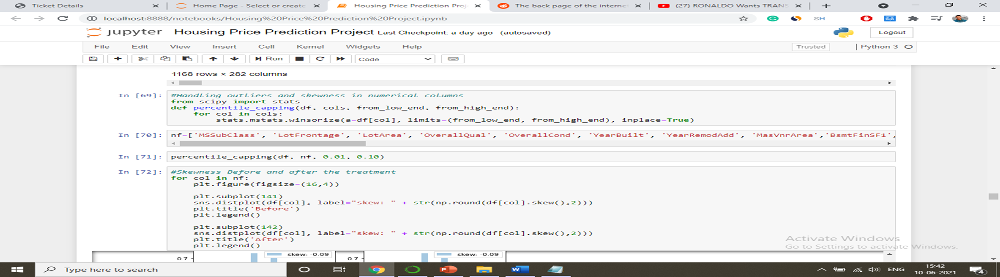 Ticket Details
Home Page - Select or create
Housing Price Prediction Proj
The back page of the interne
(27) RONALDO Wants TRANS
localhost:8888/notebooks/Housing%20Price%20Prediction%20Project.ipynb
SH
jupyter Housing Price Prediction Project Last Checkpoint: a day ago (autosaved)
Logout
File Edit View Insert Cell Kernel Widgets Help
Trusted
Python 3
Run
Code
1168 rows × 282 columns
In [69]: #Handling outliers and skewness in numerical columns
from scipy import stats
def percentile_capping(df, cols, from_low_end, from_high_end):
for col in cols:
stats.mstats.winsorize(a=df[col], limits=(from_low_end, from_high_end), inplace=True)
In [70]: nf=['MSSubClass', 'LotFrontage', 'LotArea', 'OverallQual', 'OverallCond', 'YearBuilt', 'YearRemodAdd', 'MasVnrArea','BsmtFinSF1',
In [71]: percentile_capping(df, nf, 0.01, 0.10)
In [72]: #Skewness Before and after the treatment
for col in nf:
plt.figure(figsize=(16,4))
plt.subplot(141)
sns.distplot(df[col], label="skew: " + str(np.round(df[col].skew(),2)))
plt.title('Before')
plt.legend()
plt.subplot(142)
sns.distplot(df[col], label="skew: " + str(np.round(df[col].skew(),2)))
plt.title('After')
plt.legend()
Activate Windows
Go to Settings to activate Windows.
0.7 skew: -0.09 0.7 skew: -0.09
Type here to search
ENG
15:42
10-06-2021
4